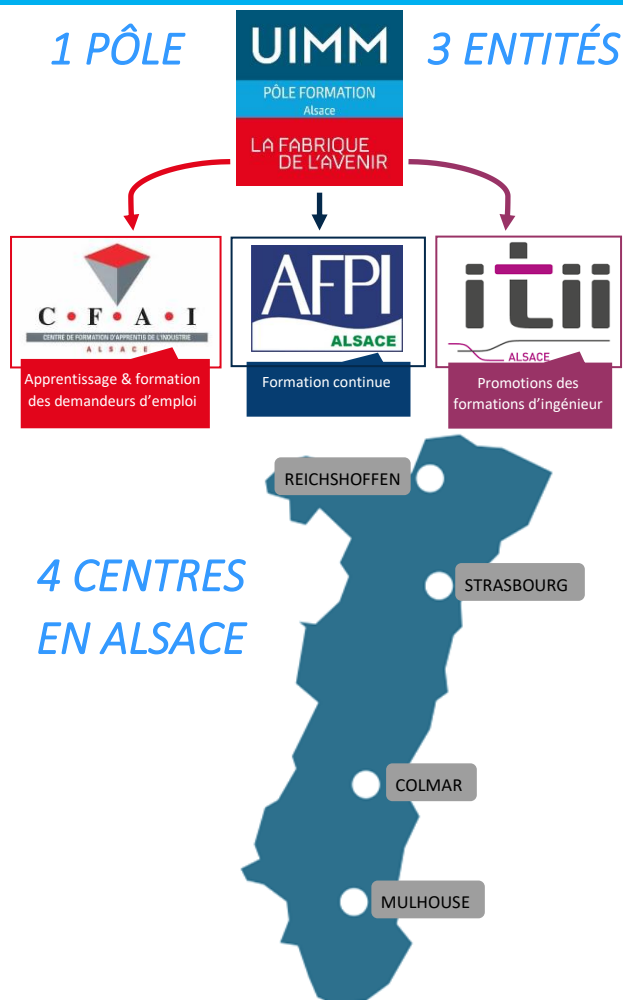 1 PÔLE
UIMM
PÔLE FORMATION
Alsace
LA FABRIQUE
DE L'AVENIR
3 ENTITÉS
C•F•A•I
CENTRE DE FORMATION D'APPRENTIS DE L'INDUSTRIE
ALSACE
Apprentissage & formation
des demandeurs d'emploi
AFPI
ALSACE
Formation continue
itii
ALSACE
Promotions des
formations d'ingénieur
4 CENTRES
EN ALSACE
REICHSHOFFEN
STRASBOURG
COLMAR
MULHOUSE